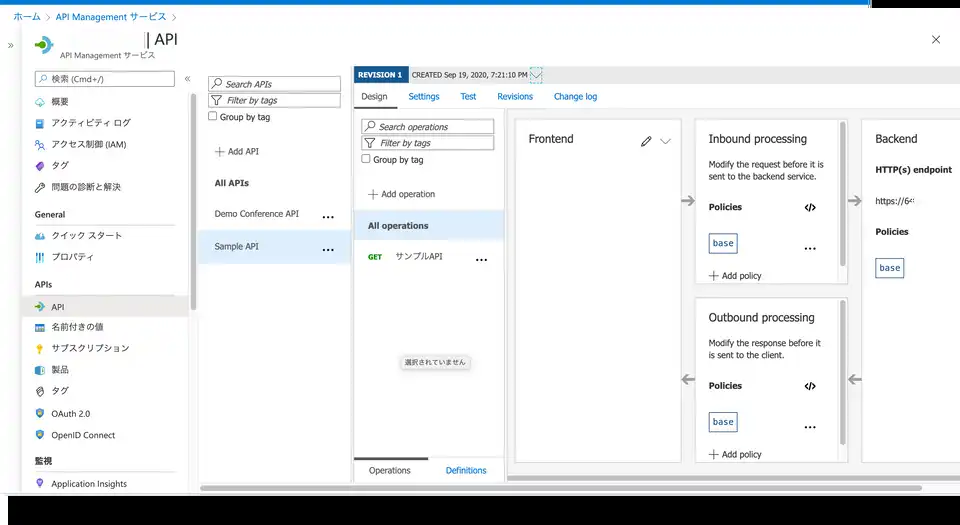 ホーム > API Management サービス >
| API
API Management サービス
検索 (Cmd+/)
概要
アクティビティ ログ
アクセス制御 (IAM)
タグ
問題の診断と解決
General
クイック スタート
プロパティ
APIs
API
名前付きの値
サブスクリプション
製品
タグ
OAuth 2.0
OpenID Connect
監視
Application Insights
Search APIs
Filter by tags
Group by tag
+ Add API
All APIs
Demo Conference API ...
Sample API ...
REVISION 1 CREATED Sep 19, 2020, 7:21:10 PM
Design Settings Test Revisions Change log
Search operations
Filter by tags
Group by tag
+ Add operation
All operations
GET サンプルAPI ...
選択されていません
Operations Definitions
Frontend
Inbound processing
Modify the request before it is
sent to the backend service.
Policies </>
base ...
+ Add policy
Outbound processing
Modify the response before it
is sent to the client.
Policies </>
base ...
+ Add policy
Backend
HTTP(s) endpoint
https://64
Policies
base